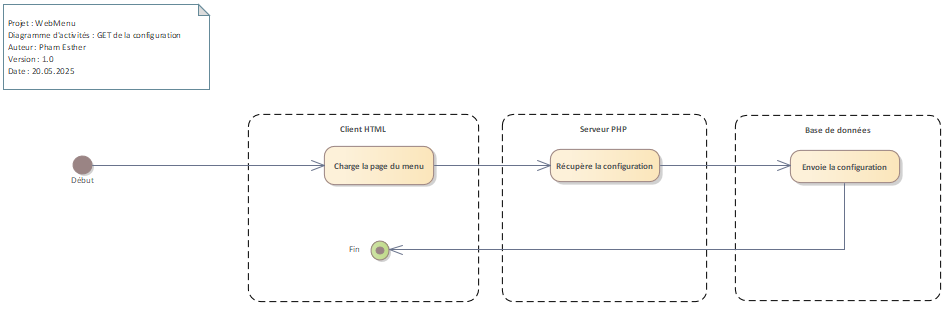 Projet : WebMenu
Diagramme d'activités : GET de la configuration
Auteur : Pham Esther
Version : 1.0
Date : 20.05.2025
Client HTML
Serveur PHP
Base de données
Charge la page du menu
Récupère la configuration
Envoie la configuration
Début
Fin